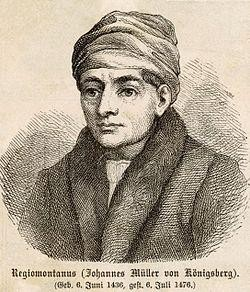 Regiomontanus (Johannes Müller von Königsberg).
(Geb. 6. Juni 1436, gest. 6. Juli 1476.)